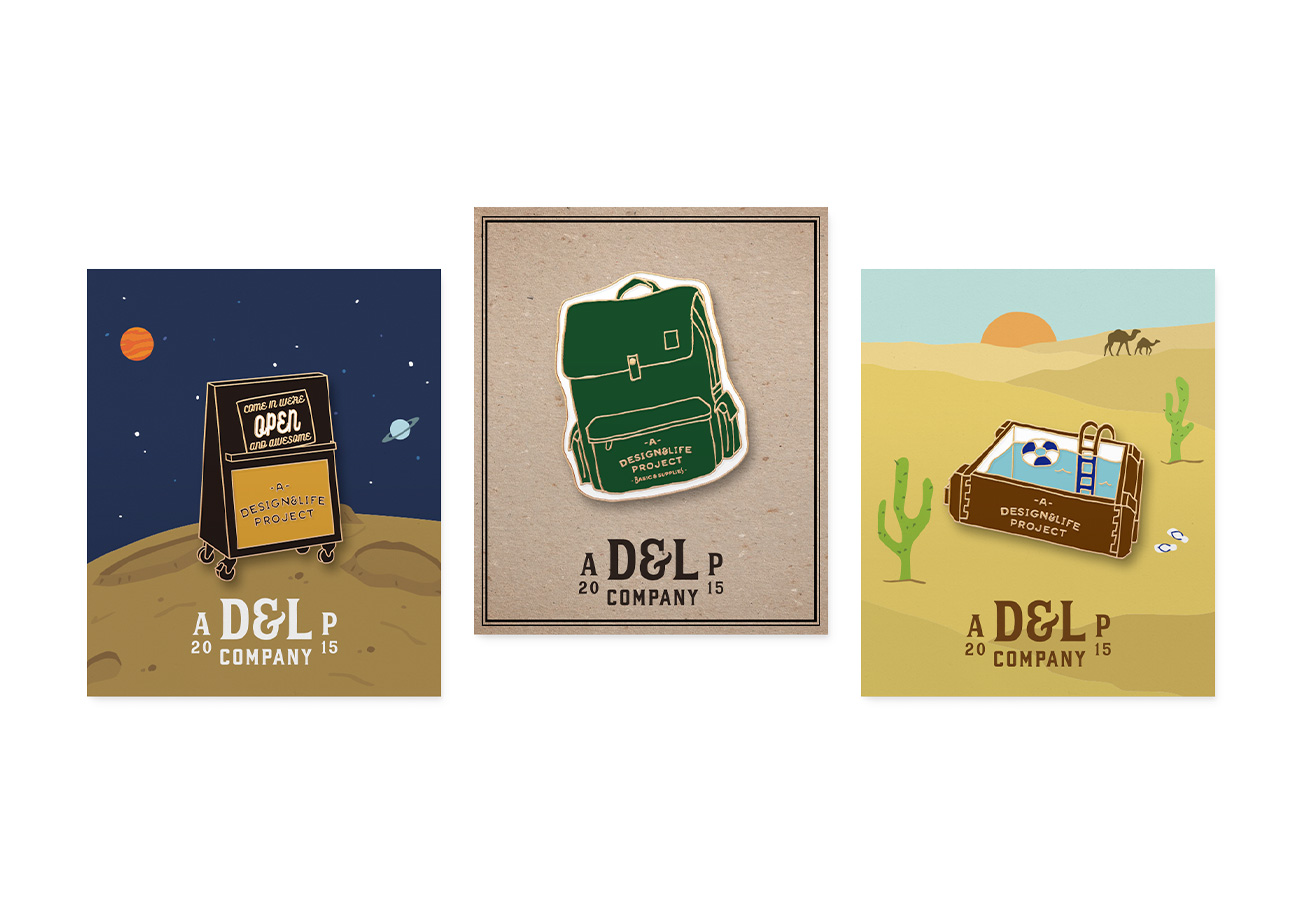 COME IN WE'RE
OPEN
AND AWESOME
-A-
DESIGN&LIFE
PROJECT
A D&L P
20 COMPANY 15
-A-
DESIGN&LIFE
PROJECT
-BASIC & SUPPLIES-
A D&L P
20 COMPANY 15
-A-
DESIGN&LIFE
PROJECT
A D&L P
20 COMPANY 15